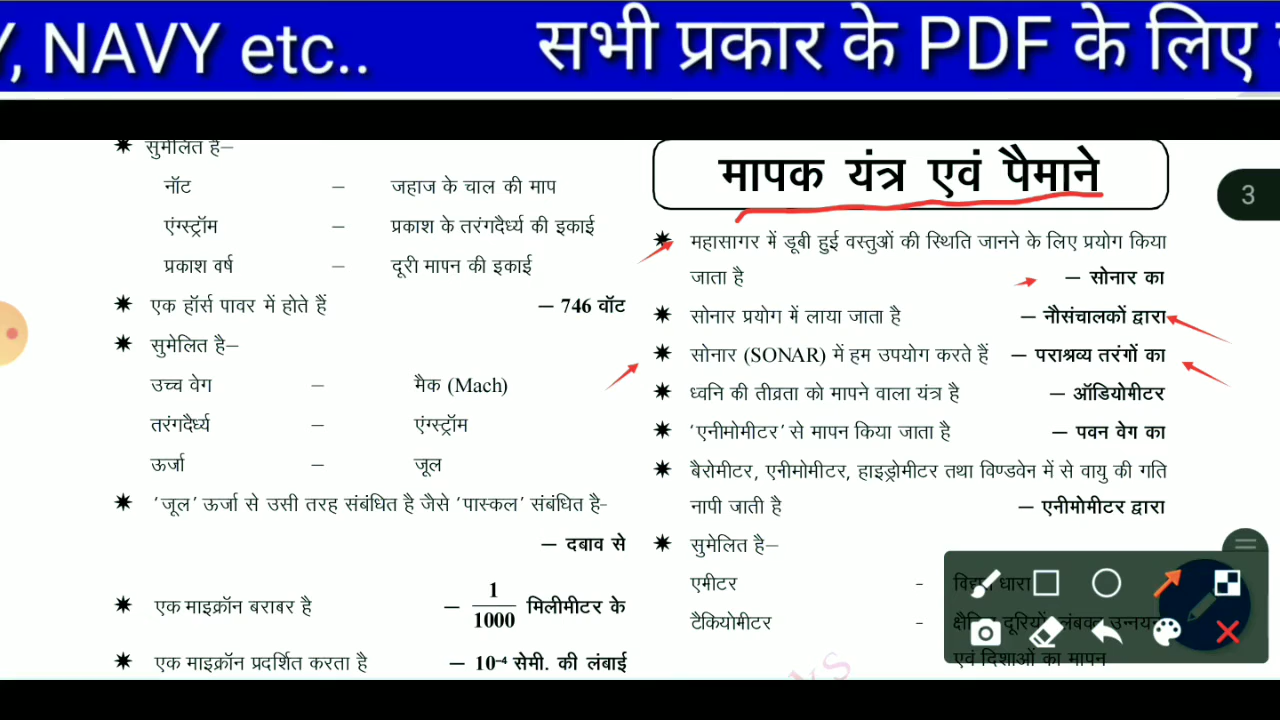 Y, NAVY etc.. सभी प्रकार के PDF के लिए
सुमेलित है–
नॉट – जहाज के चाल की माप
एंग्स्ट्रॉम – प्रकाश के तरंगदैर्ध्य की इकाई
प्रकाश वर्ष – दूरी मापन की इकाई
✷ एक हॉर्स पावर में होते हैं – 746 वॉट
✷ सुमेलित है–
उच्च वेग – मैक (Mach)
तरंगदैर्ध्य – एंग्स्ट्रॉम
ऊर्जा – जूल
✷ 'जूल' ऊर्जा से उसी तरह संबंधित है जैसे 'पास्कल' संबंधित है-
– दबाव से
✷ एक माइक्रॉन बराबर है – 1/1000 मिलीमीटर के
✷ एक माइक्रॉन प्रदर्शित करता है – 10⁻⁴ सेमी. की लंबाई
मापक यंत्र एवं पैमाने
3
✷ महासागर में डूबी हुई वस्तुओं की स्थिति जानने के लिए प्रयोग किया
जाता है – सोनार का
✷ सोनार प्रयोग में लाया जाता है – नौसंचालकों द्वारा
✷ सोनार (SONAR) में हम उपयोग करते हैं – पराश्रव्य तरंगों का
✷ ध्वनि की तीव्रता को मापने वाला यंत्र है – ऑडियोमीटर
✷ 'एनीमोमीटर' से मापन किया जाता है – पवन वेग का
✷ बैरोमीटर, एनीमोमीटर, हाइड्रोमीटर तथा विण्डवेन में से वायु की गति
नापी जाती है – एनीमोमीटर द्वारा
✷ सुमेलित है–
एमीटर - विद्युत धारा
टैकियोमीटर - क्षैतिज दूरियों, लंबवत उन्नयन
एवं दिशाओं का मापन